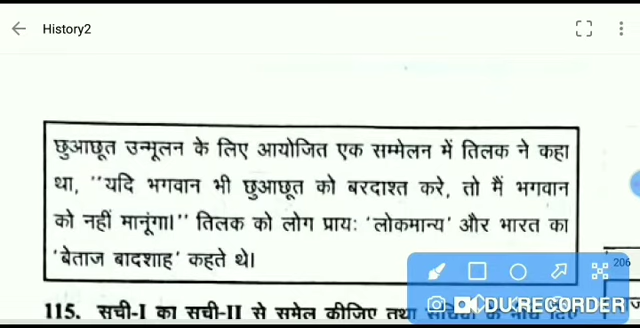 History2
छुआछूत उन्मूलन के लिए आयोजित एक सम्मेलन में तिलक ने कहा
था, ''यदि भगवान भी छुआछूत को बरदाश्त करे, तो मैं भगवान
को नहीं मानूंगा।'' तिलक को लोग प्रायः 'लोकमान्य' और भारत का
'बेताज बादशाह' कहते थे।
206
115. सूची-I का सूची-II से सुमेल कीजिए तथा
DU RECORDER